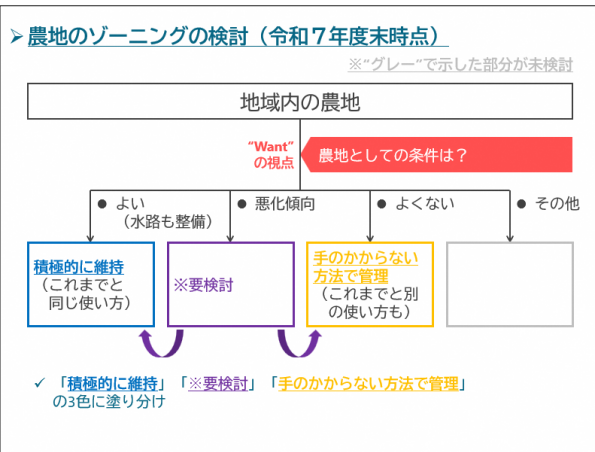 ➢ 農地のゾーニングの検討（令和７年度末時点）
※“グレー”で示した部分が未検討
地域内の農地
“Want”
の視点
農地としての条件は？
● よい
（水路も整備）
● 悪化傾向
● よくない
● その他
積極的に維持
（これまでと
同じ使い方）
※要検討
手のかからない
方法で管理
（これまでと別
の使い方も）
✓ 「積極的に維持」「※要検討」「手のかからない方法で管理」
の3色に塗り分け